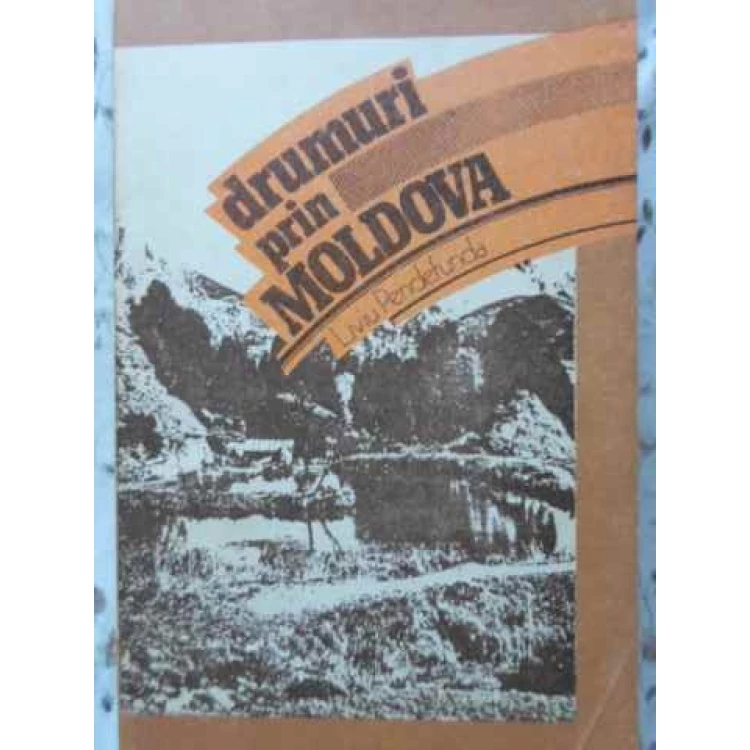 drumuri
prin
MOLDOVA
Liviu Pendefunda